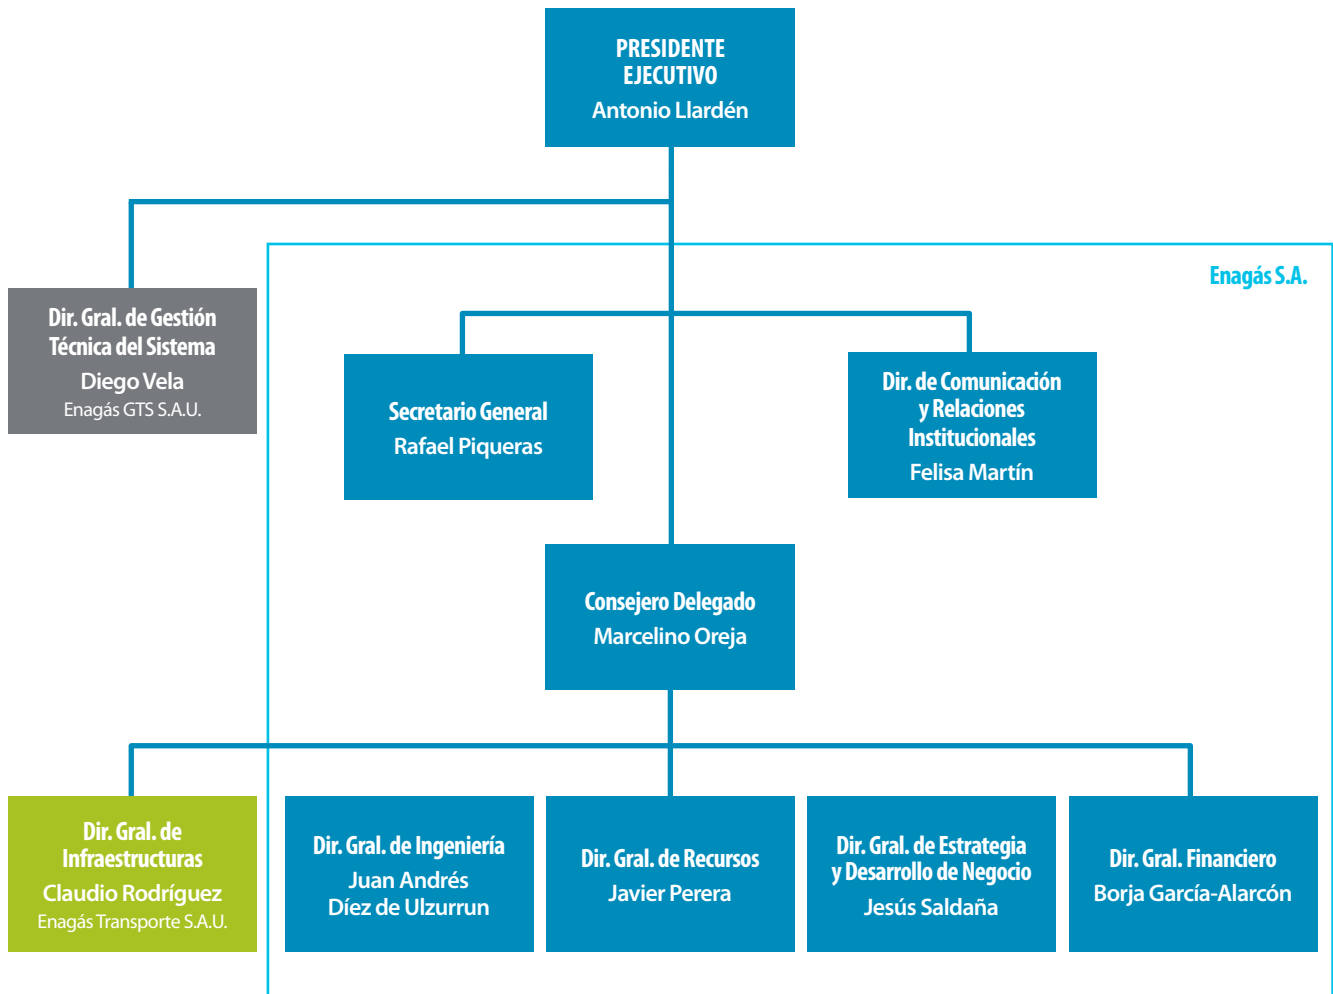 PRESIDENTE
EJECUTIVO
Antonio Llardén
Enagás S.A.
Dir. Gral. de Gestión
Técnica del Sistema
Diego Vela
Enagás GTS S.A.U.
Secretario General
Rafael Piqueras
Dir. de Comunicación
y Relaciones
Institucionales
Felisa Martín
Consejero Delegado
Marcelino Oreja
Dir. Gral. de
Infraestructuras
Claudio Rodríguez
Enagás Transporte S.A.U.
Dir. Gral. de Ingeniería
Juan Andrés
Díez de Ulzurrun
Dir. Gral. de Recursos
Javier Perera
Dir. Gral. de Estrategia
y Desarrollo de Negocio
Jesús Saldaña
Dir. Gral. Financiero
Borja García-Alarcón